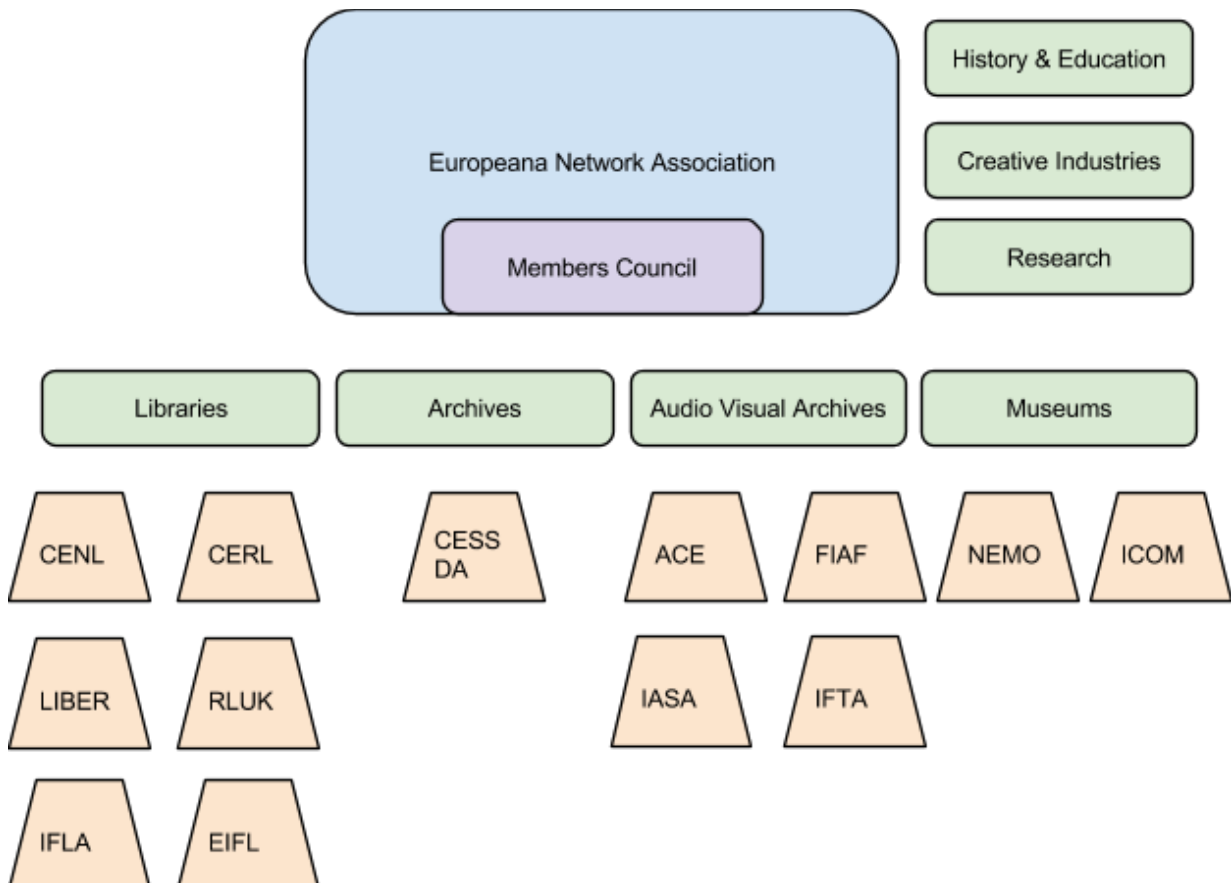 History & Education
Europeana Network Association
Creative Industries
Members Council
Research
Libraries
Archives
Audio Visual Archives
Museums
CENL
CERL
CESS
DA
ACE
FIAF
NEMO
ICOM
LIBER
RLUK
IASA
IFTA
IFLA
EIFL